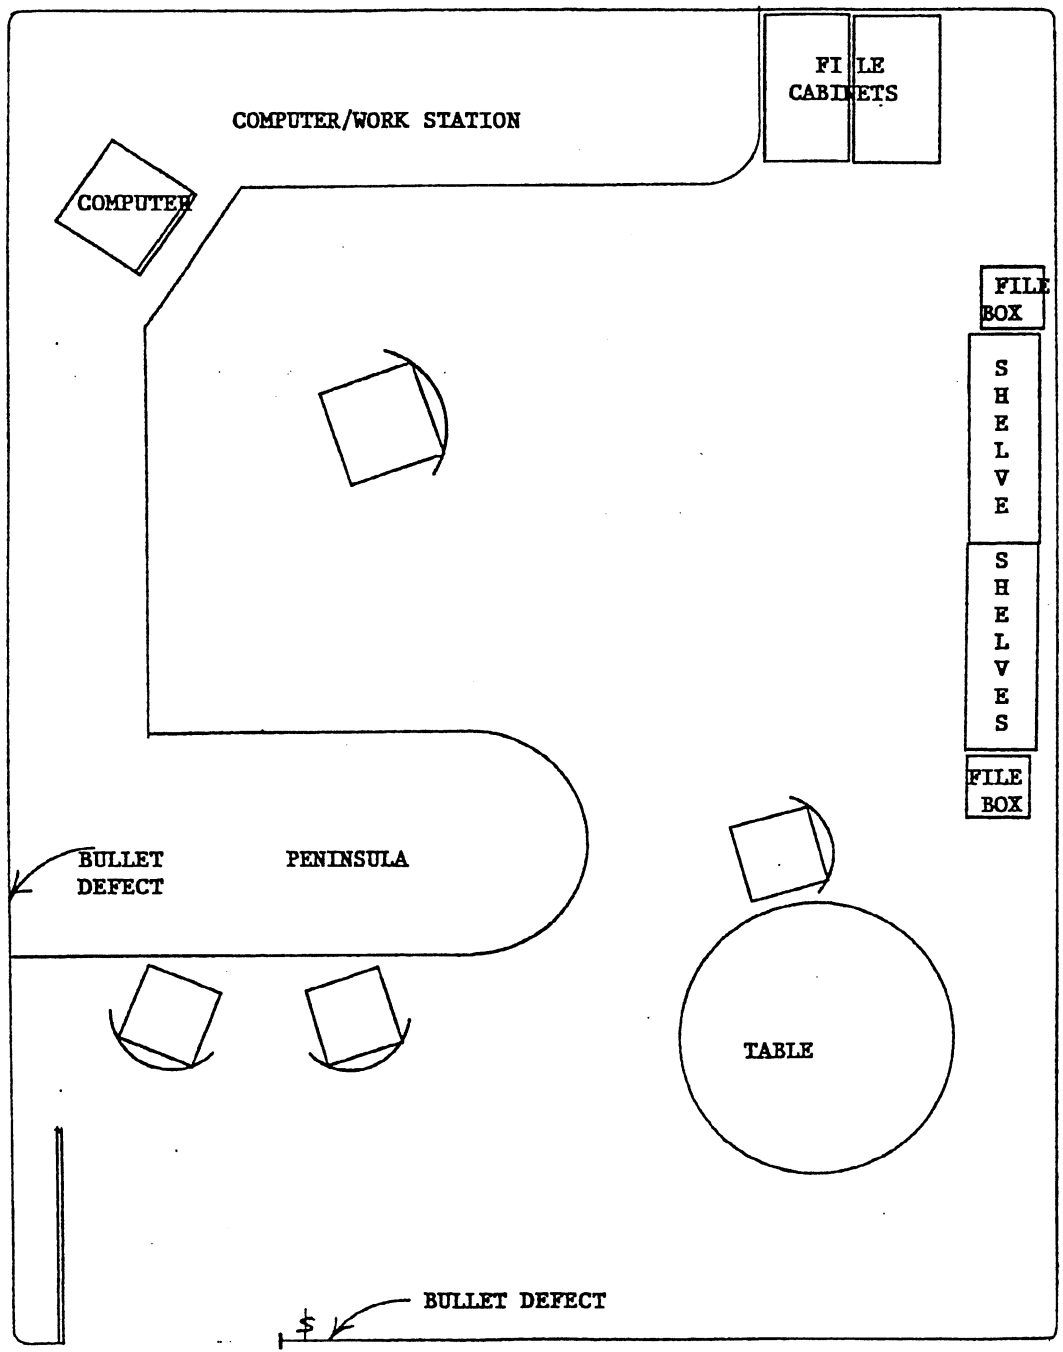 FILE
CABINETS
COMPUTER/WORK STATION
COMPUTER
FILE
BOX
SHELVE
SHELVES
FILE
BOX
BULLET
DEFECT
PENINSULA
TABLE
BULLET DEFECT
$